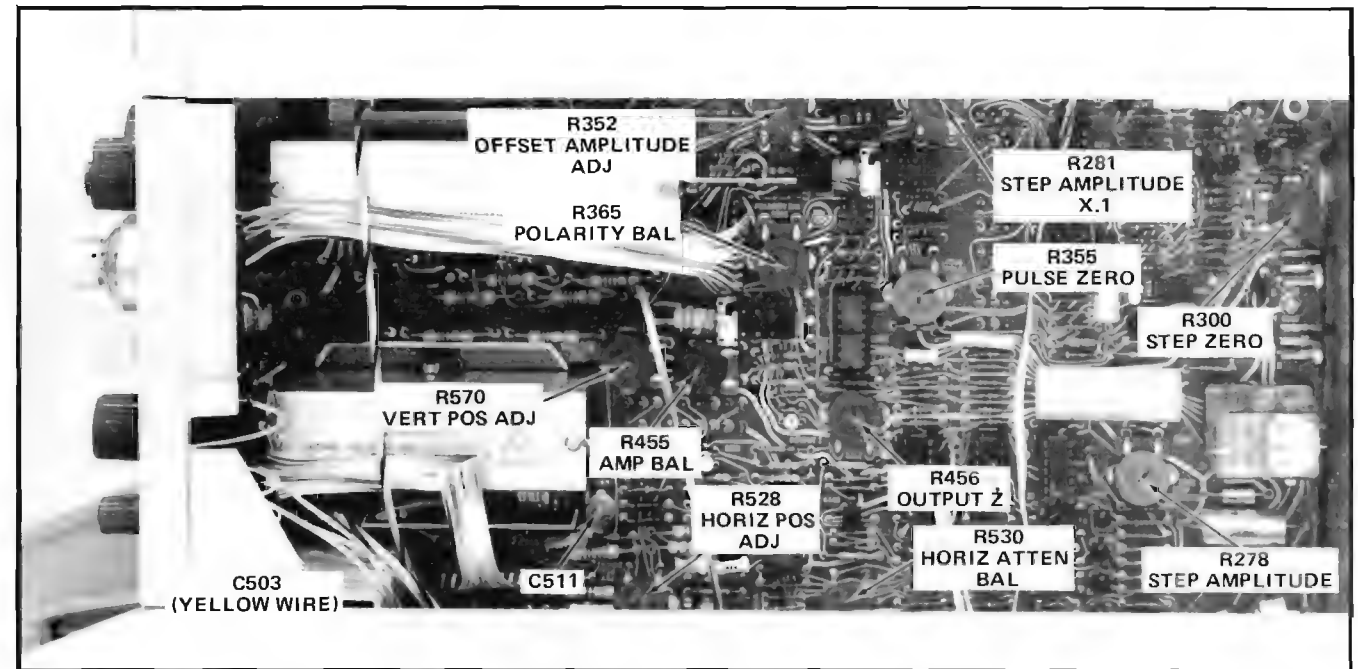 R352
OFFSET AMPLITUDE
ADJ
R281
STEP AMPLITUDE
X.1
R365
POLARITY BAL
R355
PULSE ZERO
R300
STEP ZERO
R570
VERT POS ADJ
R455
AMP BAL
R456
OUTPUT Z
R528
HORIZ POS
ADJ
R530
HORIZ ATTEN
BAL
R278
STEP AMPLITUDE
C511
C503
(YELLOW WIRE)